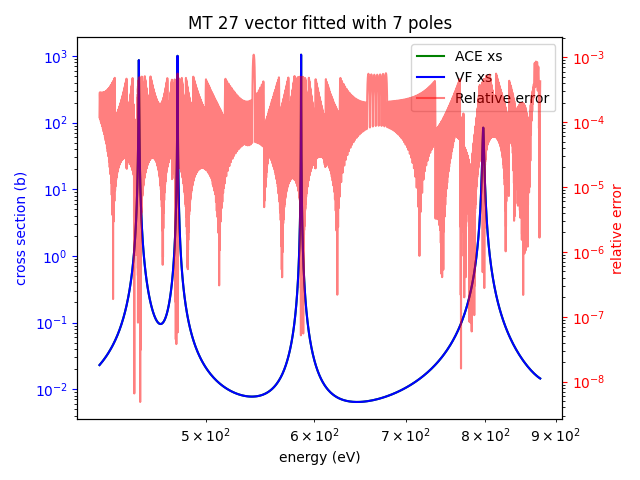 MT 27 vector fitted with 7 poles
ACE xs
VF xs
Relative error
10³
10²
10¹
10⁰
10⁻¹
10⁻²
cross section (b)
10⁻³
10⁻⁴
10⁻⁵
10⁻⁶
10⁻⁷
10⁻⁸
relative error
5 × 10² 6 × 10² 7 × 10² 8 × 10² 9 × 10²
energy (eV)